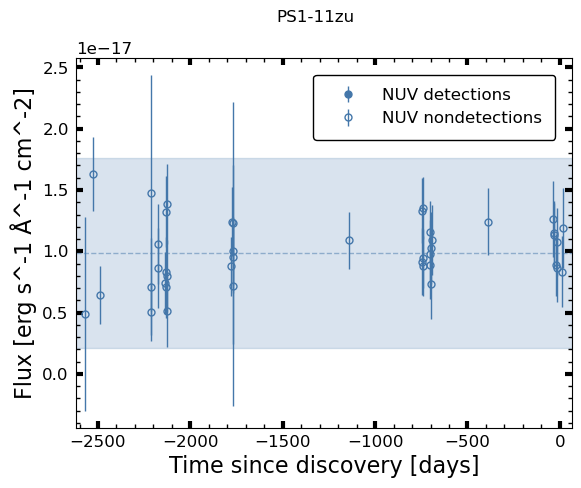 PS1-11zu
1e−17
2.5
2.0
1.5
1.0
0.5
0.0
Flux [erg s^-1 Å^-1 cm^-2]
NUV detections
NUV nondetections
−2500 −2000 −1500 −1000 −500 0
Time since discovery [days]